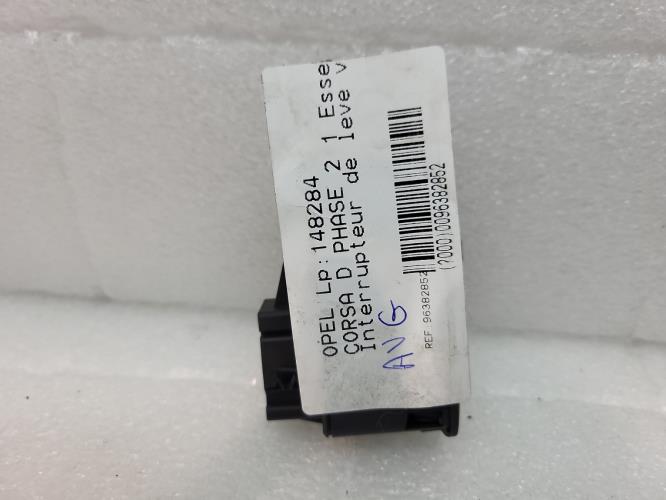 OPEL Lp:148284
CORSA D PHASE 2 1 Esse
Interrupteur de leve v
AVG
REF 96382852
(7000)0096382852